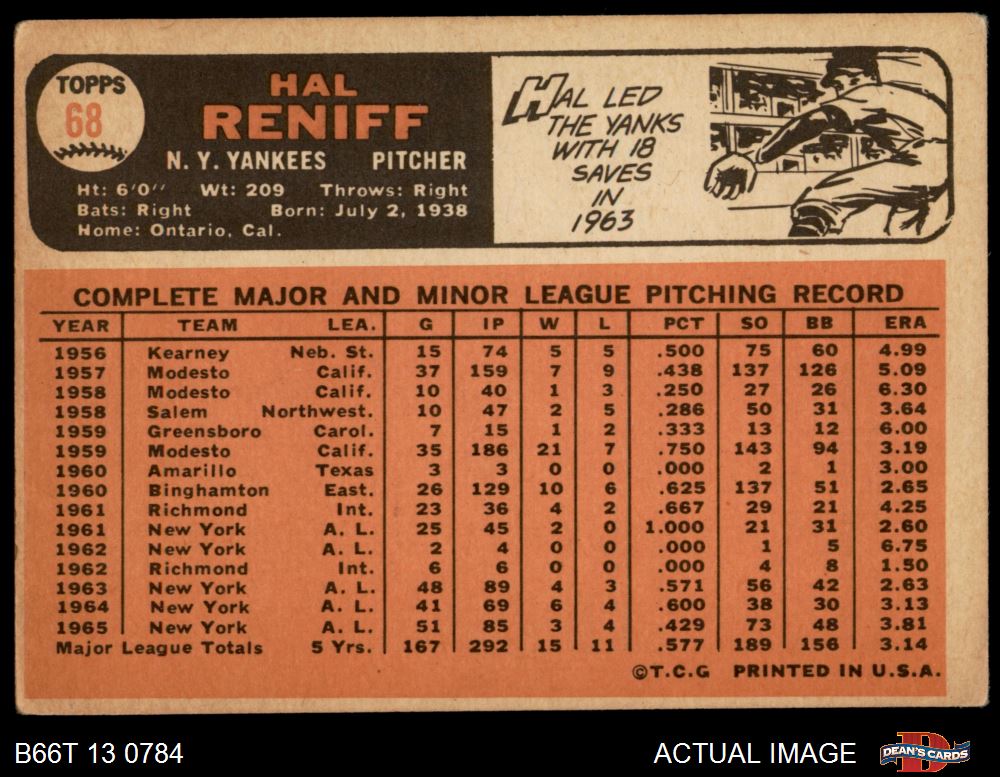 TOPPS
68
HAL
RENIFF
N. Y. YANKEES PITCHER
Ht: 6'0'' Wt: 209 Throws: Right
Bats: Right Born: July 2, 1938
Home: Ontario, Cal.
HAL LED
THE YANKS
WITH 18
SAVES
IN
1963
COMPLETE MAJOR AND MINOR LEAGUE PITCHING RECORD
YEAR TEAM LEA. G IP W L PCT SO BB ERA
1956 Kearney Neb. St. 15 74 5 5 .500 75 60 4.99
1957 Modesto Calif. 37 159 7 9 .438 137 126 5.09
1958 Modesto Calif. 10 40 1 3 .250 27 26 6.30
1958 Salem Northwest. 10 47 2 5 .286 50 31 3.64
1959 Greensboro Carol. 7 15 1 2 .333 13 12 6.00
1959 Modesto Calif. 35 186 21 7 .750 143 94 3.19
1960 Amarillo Texas 3 3 0 0 .000 2 1 3.00
1960 Binghamton East. 26 129 10 6 .625 137 51 2.65
1961 Richmond Int. 23 36 4 2 .667 29 21 4.25
1961 New York A. L. 25 45 2 0 1.000 21 31 2.60
1962 New York A. L. 2 4 0 0 .000 1 5 6.75
1962 Richmond Int. 6 6 0 0 .000 4 8 1.50
1963 New York A. L. 48 89 4 3 .571 56 42 2.63
1964 New York A. L. 41 69 6 4 .600 38 30 3.13
1965 New York A. L. 51 85 3 4 .429 73 48 3.81
Major League Totals 5 Yrs. 167 292 15 11 .577 189 156 3.14
©T.C.G PRINTED IN U.S.A.
B66T 13 0784
ACTUAL IMAGE
DEAN'S CARDS